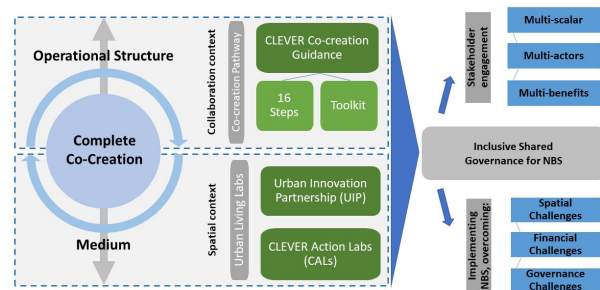 Operational Structure
Complete
Co-Creation
Medium
Collaboration context
Co-creation Pathway
CLEVER Co-creation
Guidance
16
Steps
Toolkit
Spatial context
Urban Living Labs
Urban Innovation
Partnership (UIP)
CLEVER Action Labs
(CALs)
Stakeholder
engagement
Multi-scalar
Multi-actors
Multi-benefits
Inclusive Shared
Governance for NBS
Implementing
NBS, overcoming:
Spatial
Challenges
Financial
Challenges
Governance
Challenges